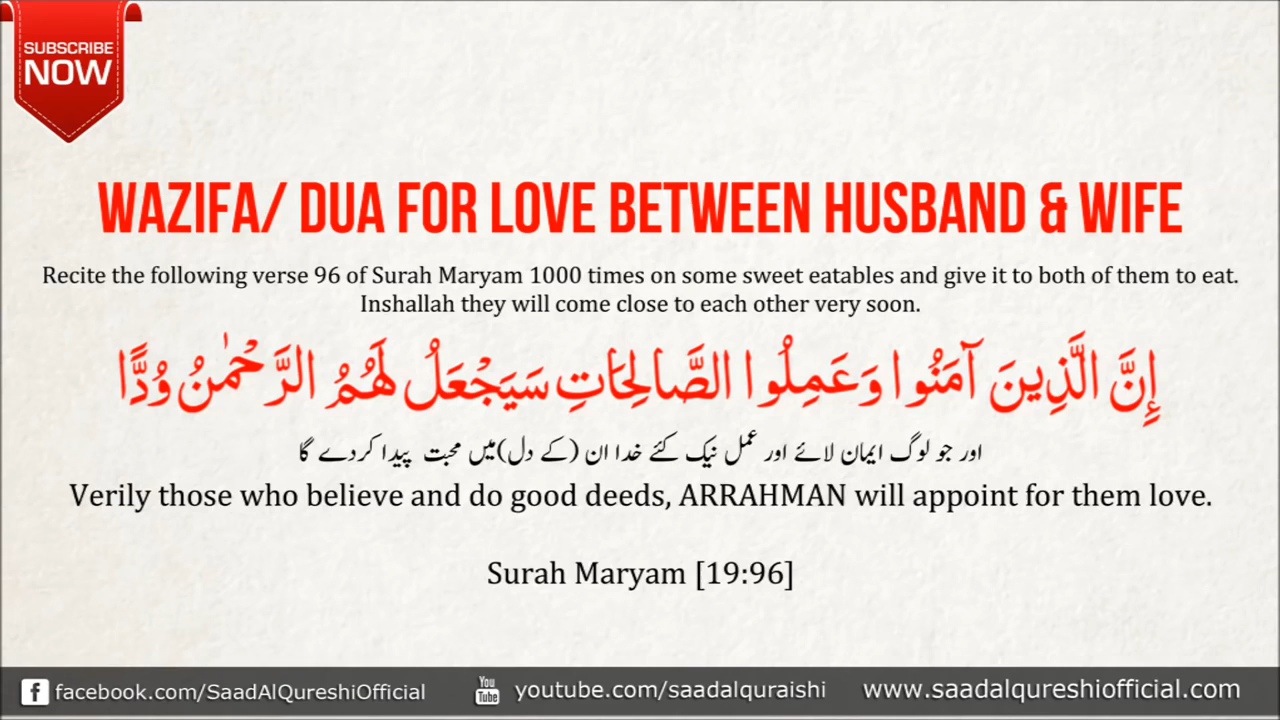 SUBSCRIBE
NOW
WAZIFA/ DUA FOR LOVE BETWEEN HUSBAND & WIFE
Recite the following verse 96 of Surah Maryam 1000 times on some sweet eatables and give it to both of them to eat.
Inshallah they will come close to each other very soon.
إِنَّ الَّذِينَ آمَنُوا وَعَمِلُوا الصَّالِحَاتِ سَيَجْعَلُ لَهُمُ الرَّحْمٰنُ وُدًّا
اور جو لوگ ایمان لائے اور عمل نیک کئے خدا ان (کے دل)میں محبت پیدا کردے گا
Verily those who believe and do good deeds, ARRAHMAN will appoint for them love.
Surah Maryam [19:96]
f facebook.com/SaadAlQureshiOfficial You Tube youtube.com/saadalquraishi www.saadalqureshiofficial.com